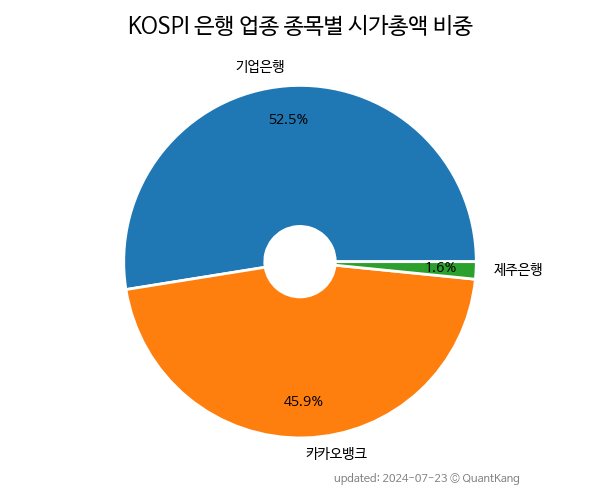 KOSPI 은행 업종 종목별 시가총액 비중
기업은행
52.5%
1.6%
제주은행
45.9%
카카오뱅크
updated: 2024-07-23 © QuantKang